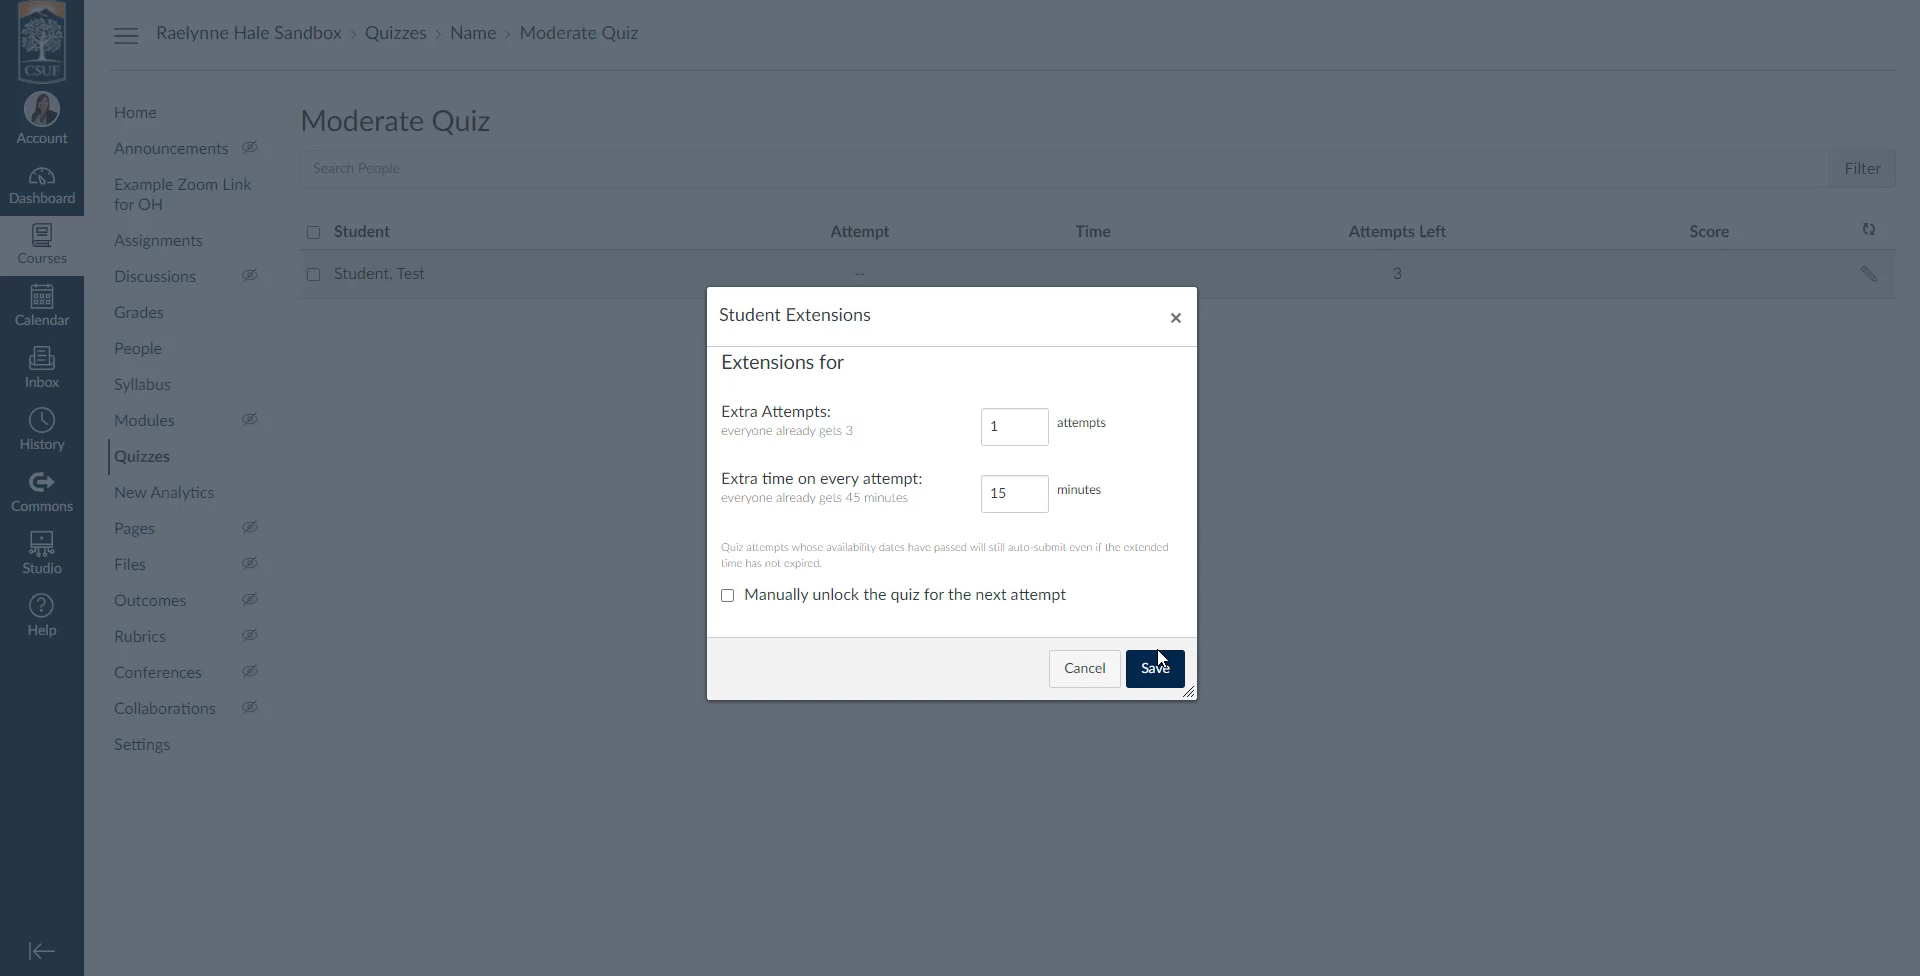 CSUF
Account
Dashboard
Courses
Calendar
Inbox
History
Commons
Studio
Help
Raelynne Hale Sandbox › Quizzes › Name › Moderate Quiz
Home
Announcements
Example Zoom Link
for OH
Assignments
Discussions
Grades
People
Syllabus
Modules
Quizzes
New Analytics
Pages
Files
Outcomes
Rubrics
Conferences
Collaborations
Settings
Moderate Quiz
Search People
Filter
Student Attempt Time Attempts Left Score
Student, Test -- 3
Student Extensions ×
Extensions for
Extra Attempts: 1 attempts
everyone already gets 3
Extra time on every attempt: 15 minutes
everyone already gets 45 minutes
Quiz attempts whose availability dates have passed will still auto-submit even if the extended
time has not expired.
Manually unlock the quiz for the next attempt
Cancel Save